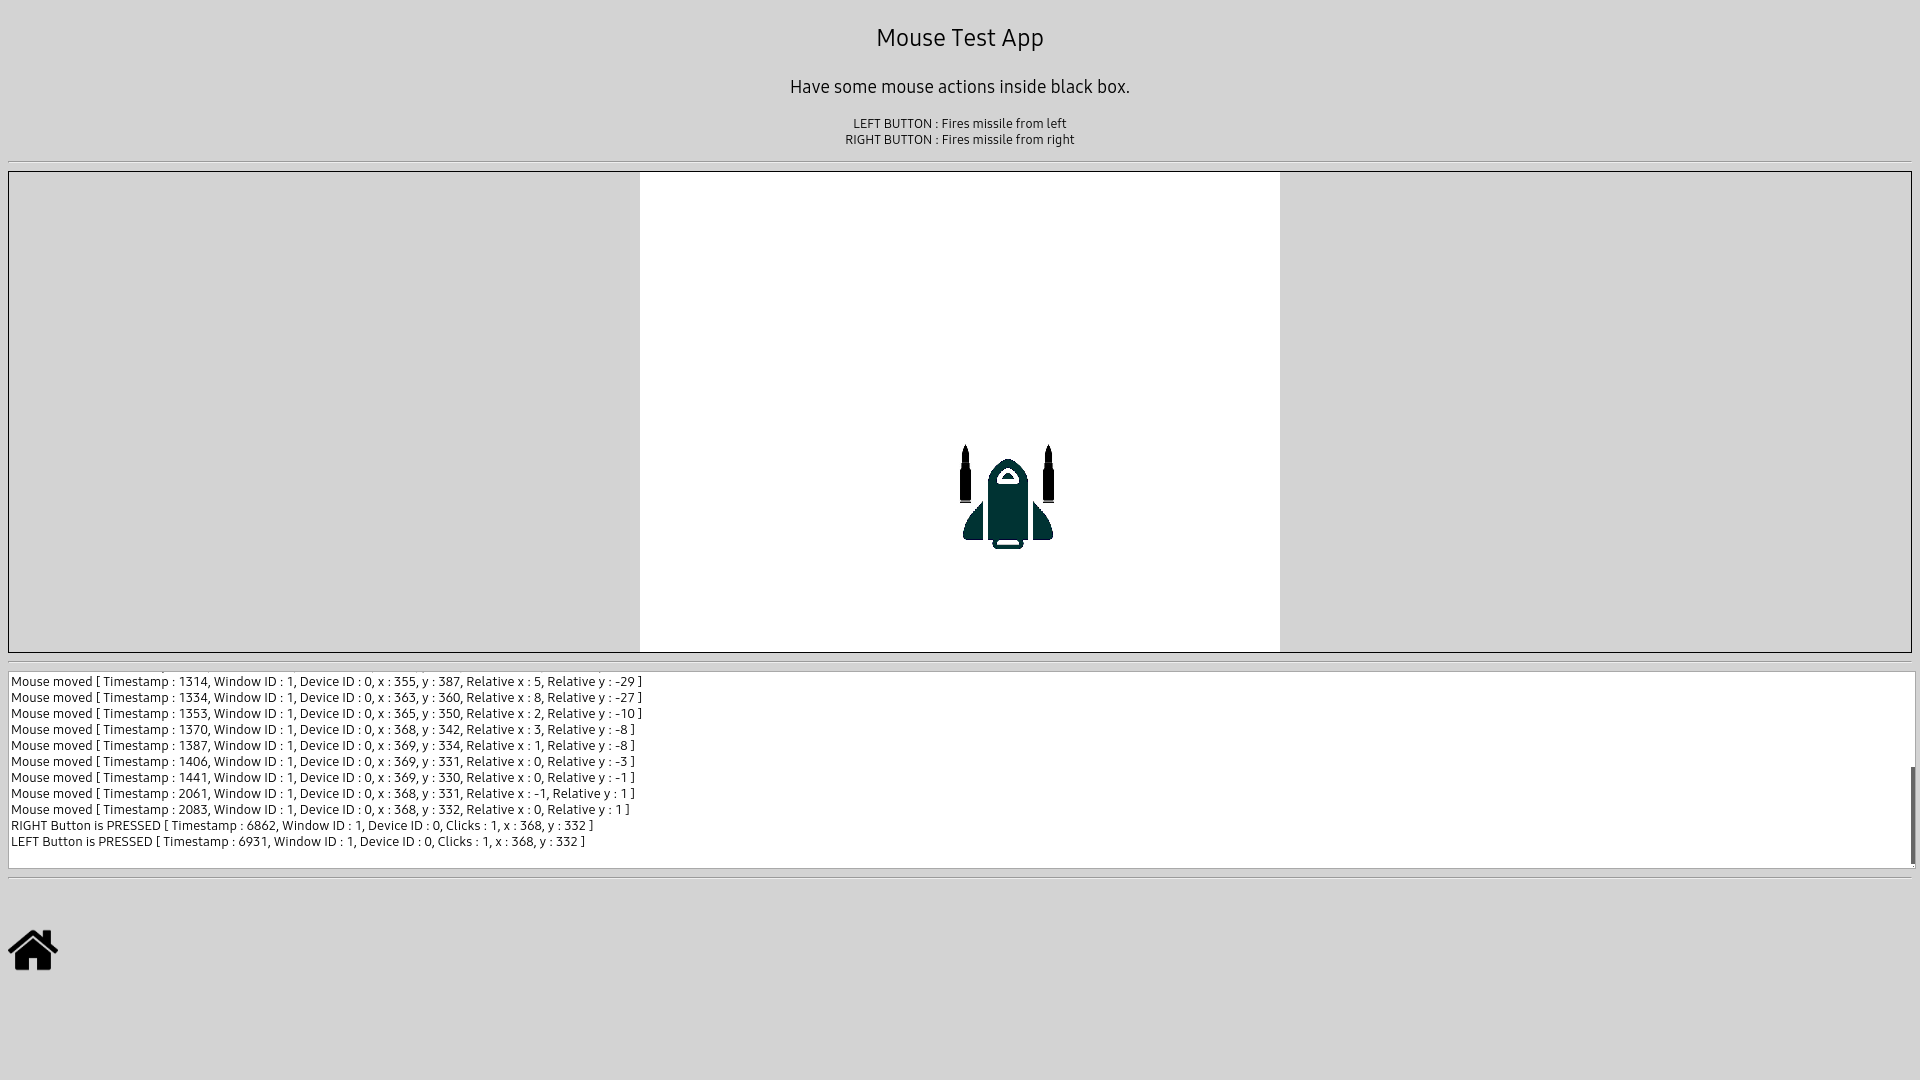 Mouse Test App
Have some mouse actions inside black box.
LEFT BUTTON : Fires missile from left
RIGHT BUTTON : Fires missile from right
Mouse moved [ Timestamp : 1314, Window ID : 1, Device ID : 0, x : 355, y : 387, Relative x : 5, Relative y : -29 ]
Mouse moved [ Timestamp : 1334, Window ID : 1, Device ID : 0, x : 363, y : 360, Relative x : 8, Relative y : -27 ]
Mouse moved [ Timestamp : 1353, Window ID : 1, Device ID : 0, x : 365, y : 350, Relative x : 2, Relative y : -10 ]
Mouse moved [ Timestamp : 1370, Window ID : 1, Device ID : 0, x : 368, y : 342, Relative x : 3, Relative y : -8 ]
Mouse moved [ Timestamp : 1387, Window ID : 1, Device ID : 0, x : 369, y : 334, Relative x : 1, Relative y : -8 ]
Mouse moved [ Timestamp : 1406, Window ID : 1, Device ID : 0, x : 369, y : 331, Relative x : 0, Relative y : -3 ]
Mouse moved [ Timestamp : 1441, Window ID : 1, Device ID : 0, x : 369, y : 330, Relative x : 0, Relative y : -1 ]
Mouse moved [ Timestamp : 2061, Window ID : 1, Device ID : 0, x : 368, y : 331, Relative x : -1, Relative y : 1 ]
Mouse moved [ Timestamp : 2083, Window ID : 1, Device ID : 0, x : 368, y : 332, Relative x : 0, Relative y : 1 ]
RIGHT Button is PRESSED [ Timestamp : 6862, Window ID : 1, Device ID : 0, Clicks : 1, x : 368, y : 332 ]
LEFT Button is PRESSED [ Timestamp : 6931, Window ID : 1, Device ID : 0, Clicks : 1, x : 368, y : 332 ]